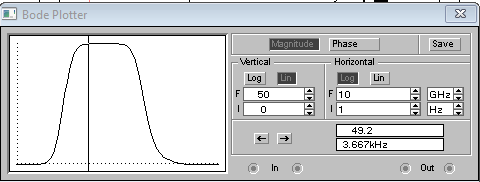 Bode Plotter
Magnitude Phase Save
Vertical Horizontal
Log Lin Log Lin
F 50 F 10 GHz
I 0 I 1 Hz
← → 49.2
3.667kHz
In Out